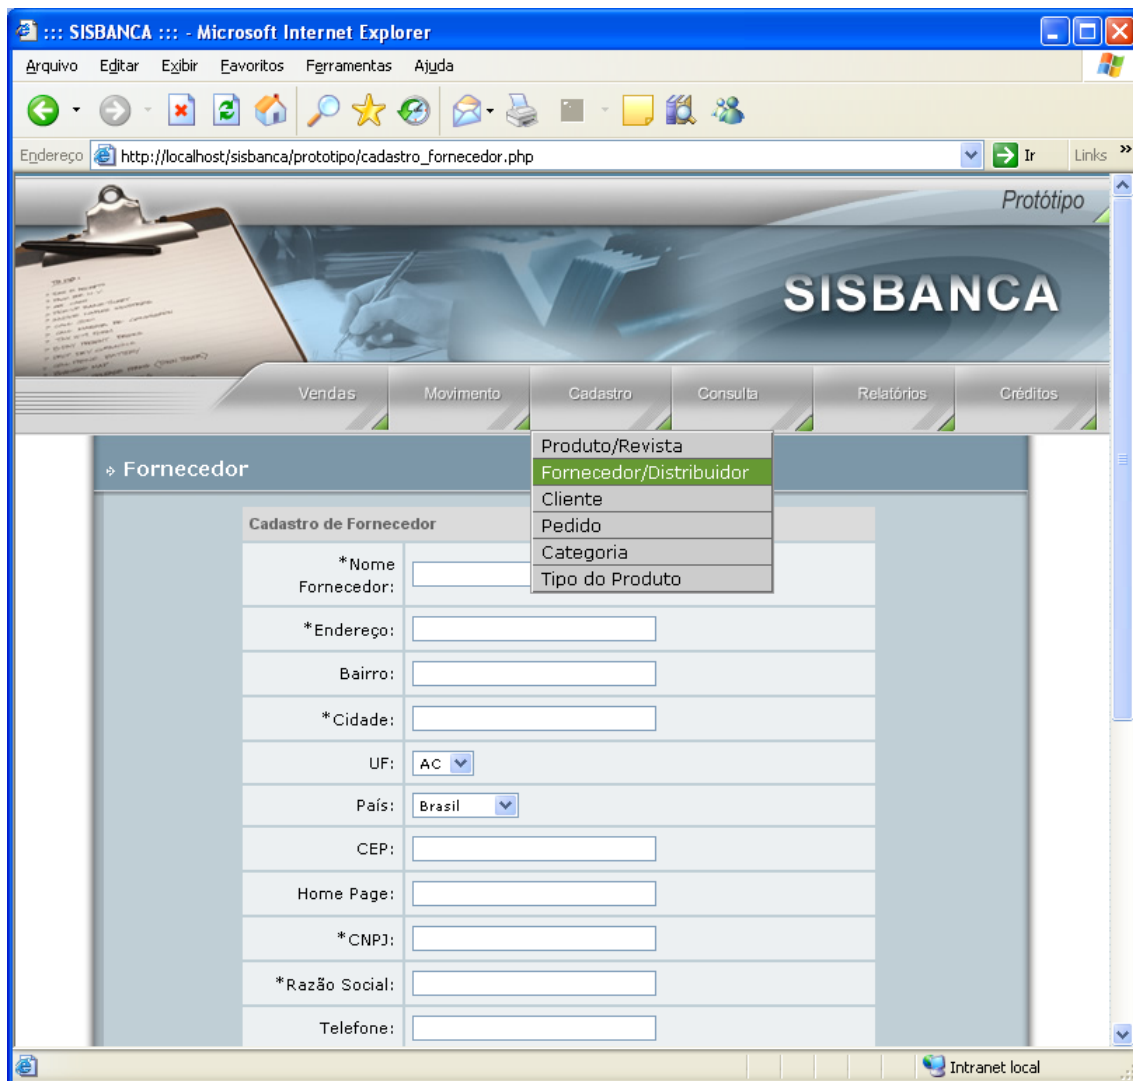 ::: SISBANCA ::: - Microsoft Internet Explorer
Arquivo Editar Exibir Favoritos Ferramentas Ajuda
Endereço http://localhost/sisbanca/prototipo/cadastro_fornecedor.php Ir Links »
Protótipo
SISBANCA
Vendas Movimento Cadastro Consulta Relatórios Créditos
Produto/Revista
Fornecedor/Distribuidor
Cliente
Pedido
Categoria
Tipo do Produto
» Fornecedor
Cadastro de Fornecedor
*Nome
Fornecedor:
*Endereço:
Bairro:
*Cidade:
UF: AC
País: Brasil
CEP:
Home Page:
*CNPJ:
*Razão Social:
Telefone:
Intranet local